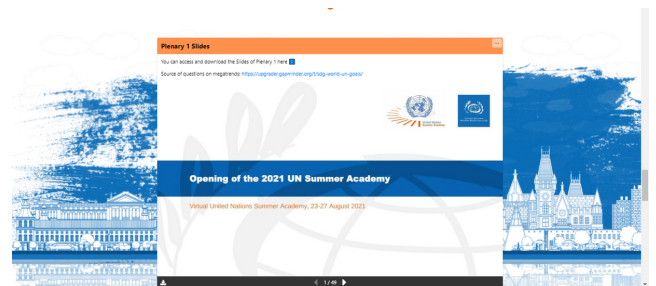 Plenary 1 Slides
You can access and download the Slides of Plenary 1 here
Source of questions on megatrends: https://upgrader.gapminder.org/t/sdg-world-un-goals/
Opening of the 2021 UN Summer Academy
Virtual United Nations Summer Academy, 23-27 August 2021
1 / 49